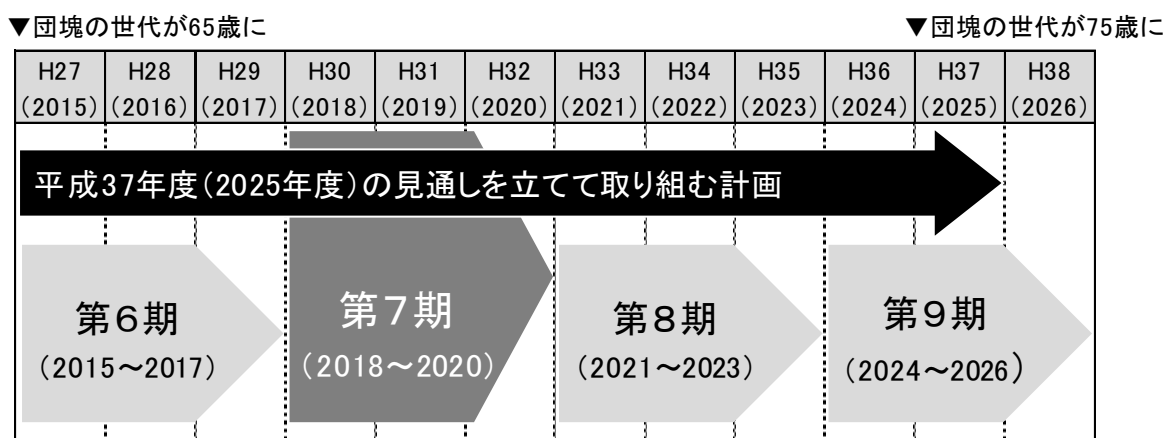 ▼団塊の世代が65歳に ▼団塊の世代が75歳に
H27 H28 H29 H30 H31 H32 H33 H34 H35 H36 H37 H38
（2015） （2016） （2017） （2018） （2019） （2020） （2021） （2022） （2023） （2024） （2025） （2026）
平成37年度（2025年度）の見通しを立てて取り組む計画
第６期
（2015～2017）
第７期
（2018～2020）
第８期
（2021～2023）
第９期
（2024～2026）